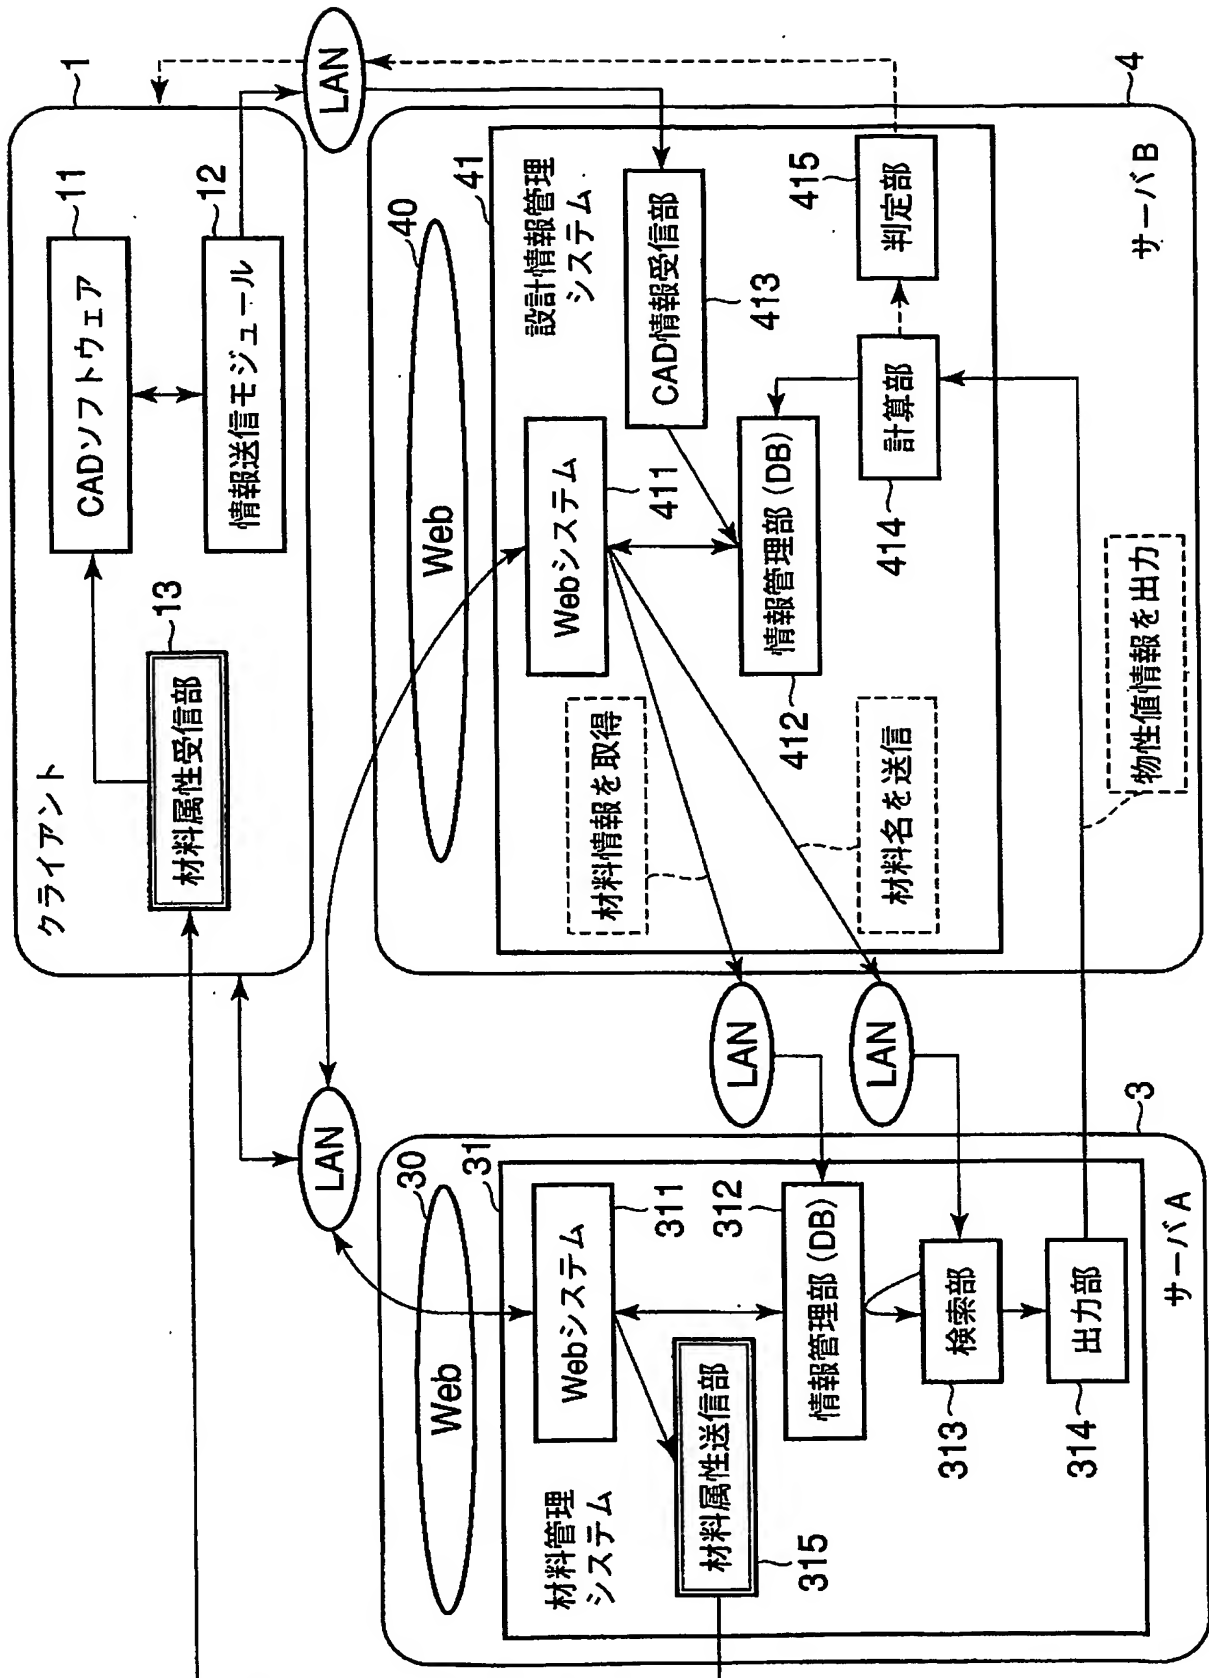 クライアント
1
CADソフトウェア
11
情報送信モジュール
12
材料属性受信部
13
LAN
LAN
Web
30
31
材料管理
システム
Webシステム
311
材料属性送信部
315
情報管理部(DB)
312
検索部
313
出力部
314
サーバA
3
LAN
LAN
Web
40
41
設計情報管理
システム
Webシステム
411
CAD情報受信部
413
材料情報を取得
情報管理部(DB)
412
材料名を送信
計算部
414
判定部
415
物性値情報を出力
サーバB
4